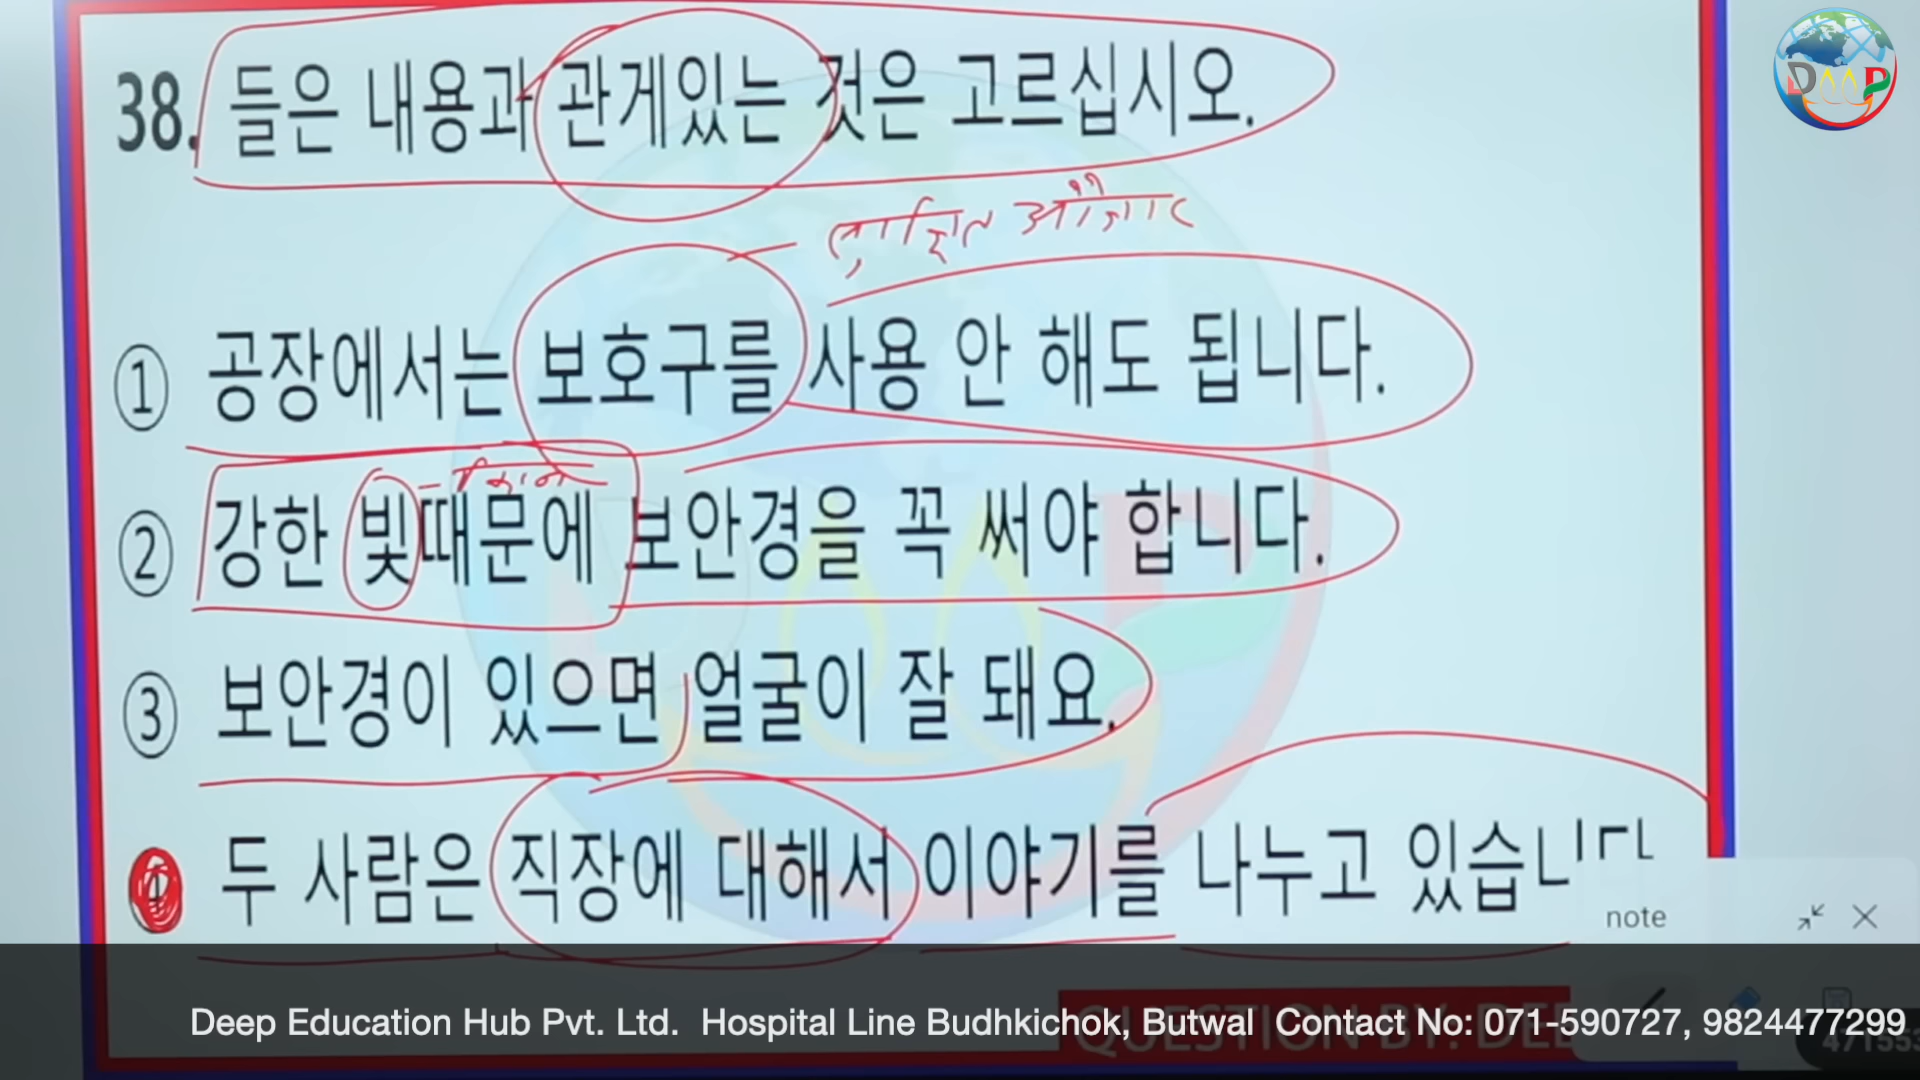 38. 들은 내용과 관게있는 것은 고르십시오.
① 공장에서는 보호구를 사용 안 해도 됩니다.
② 강한 빛때문에 보안경을 꼭 써야 합니다.
③ 보안경이 있으면 얼굴이 잘 돼요.
④ 두 사람은 직장에 대해서 이야기를 나누고 있습니다
note
QUESTION BY: DEE
Deep Education Hub Pvt. Ltd. Hospital Line Budhkichok, Butwal Contact No: 071-590727, 9824477299